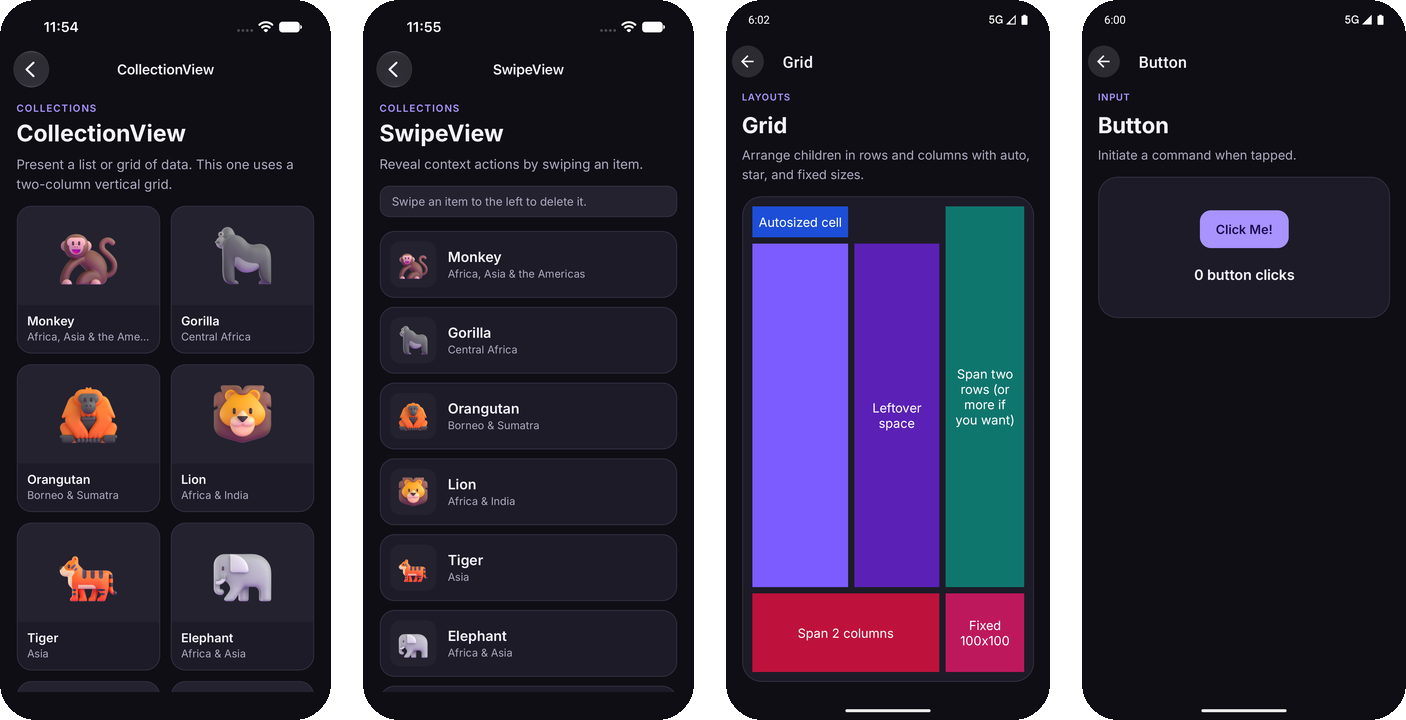 11:54
CollectionView
COLLECTIONS
CollectionView
Present a list or grid of data. This one uses a
two-column vertical grid.
Monkey
Africa, Asia & the Ame...
Gorilla
Central Africa
Orangutan
Borneo & Sumatra
Lion
Africa & India
Tiger
Asia
Elephant
Africa & Asia
11:55
SwipeView
COLLECTIONS
SwipeView
Reveal context actions by swiping an item.
Swipe an item to the left to delete it.
Monkey
Africa, Asia & the Americas
Gorilla
Central Africa
Orangutan
Borneo & Sumatra
Lion
Africa & India
Tiger
Asia
Elephant
Africa & Asia
6:02
5G
Grid
LAYOUTS
Grid
Arrange children in rows and columns with auto,
star, and fixed sizes.
Autosized cell
Leftover
space
Span two
rows (or
more if
you want)
Span 2 columns
Fixed
100x100
6:00
5G
Button
INPUT
Button
Initiate a command when tapped.
Click Me!
0 button clicks